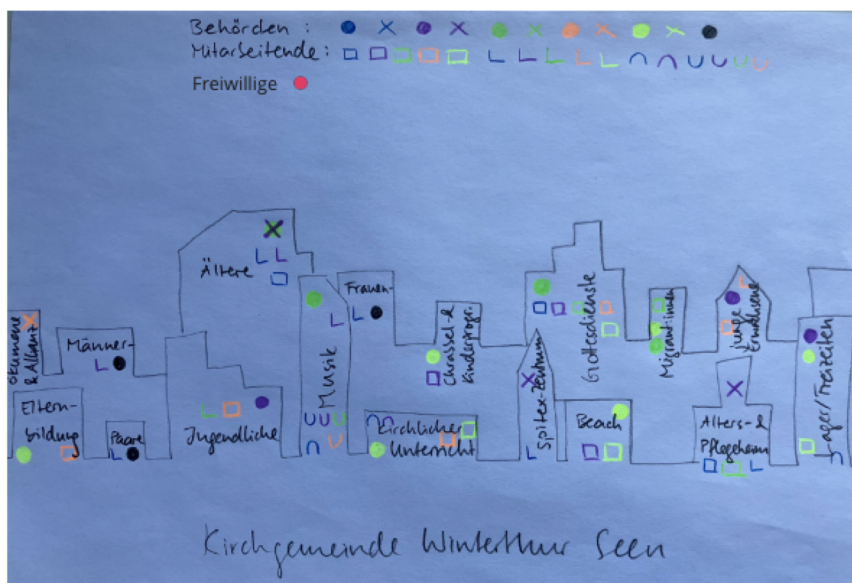 Behörden :
Mitarbeitende :
Freiwillige
Ältere
Frauen-
Ökumene
& Allianz
Männer-
Eltern-
bildung
Paare
Jugendliche
Musik
Chrässel- &
Kinderprogr.
Kirchlicher
Unterricht
Spitex-Zentrum
Gottesdienste
Beach
Migrant:innen
junge
Erwachsene
Alters- &
Pflegeheim
Lager/Freizeiten
Kirchgemeinde Winterthur Seen